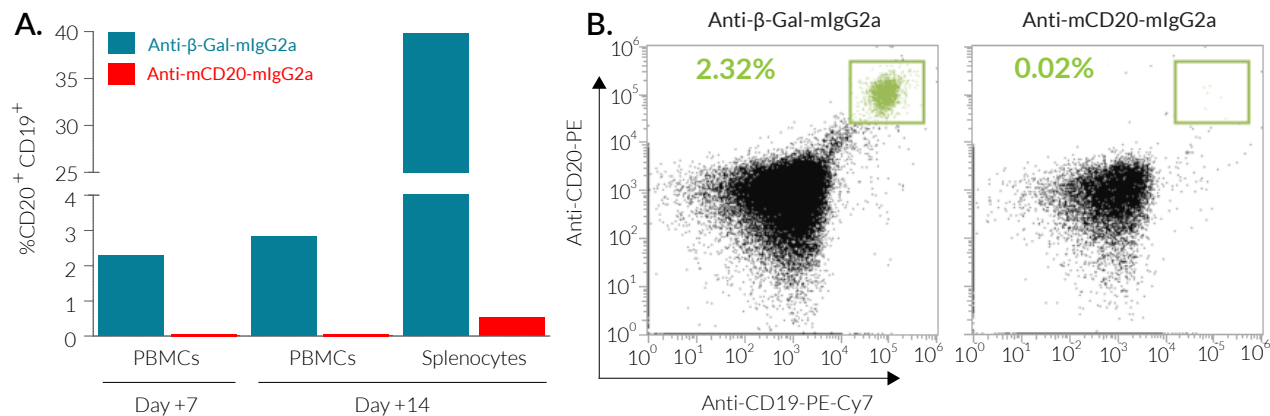 A.
%CD20⁺ CD19⁺
40
35
30
25
4
3
2
1
0
Anti-β-Gal-mIgG2a
Anti-mCD20-mIgG2a
PBMCs PBMCs Splenocytes
Day +7 Day +14
B.
Anti-β-Gal-mIgG2a Anti-mCD20-mIgG2a
2.32% 0.02%
Anti-CD20-PE
10⁶
10⁵
10⁴
10³
10²
10¹
10⁰
10⁰ 10¹ 10² 10³ 10⁴ 10⁵ 10⁶ 10⁰ 10¹ 10² 10³ 10⁴ 10⁵ 10⁶
Anti-CD19-PE-Cy7